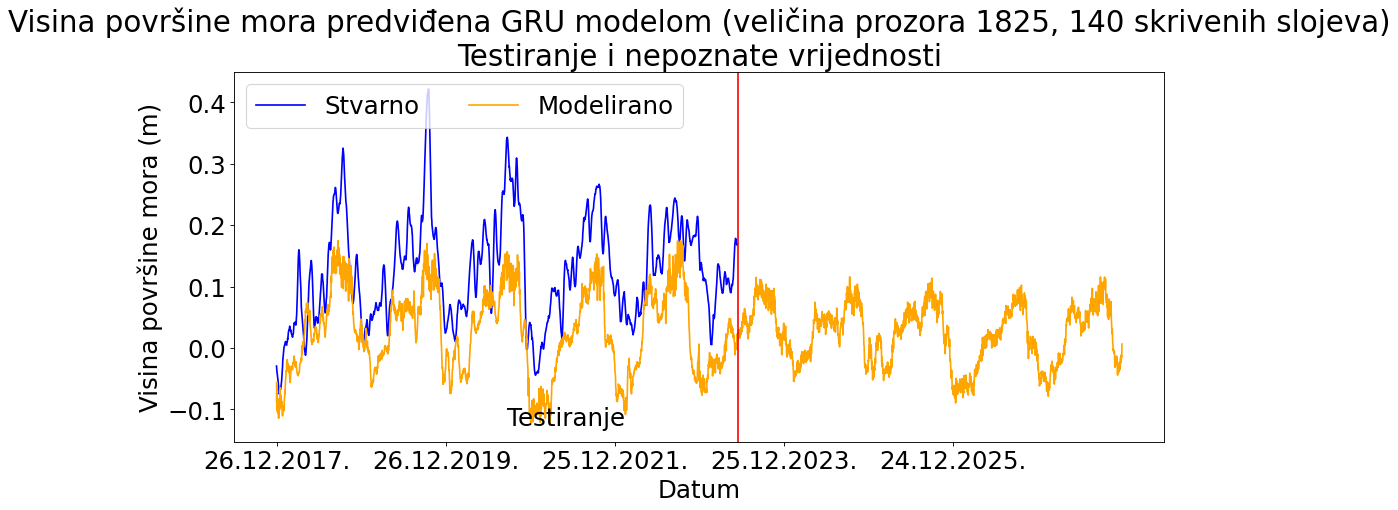 Visina površine mora predviđena GRU modelom (veličina prozora 1825, 140 skrivenih slojeva)
Testiranje i nepoznate vrijednosti
Stvarno Modelirano
Visina površine mora (m)
0.4
0.3
0.2
0.1
0.0
−0.1
Testiranje
26.12.2017. 26.12.2019. 25.12.2021. 25.12.2023. 24.12.2025.
Datum